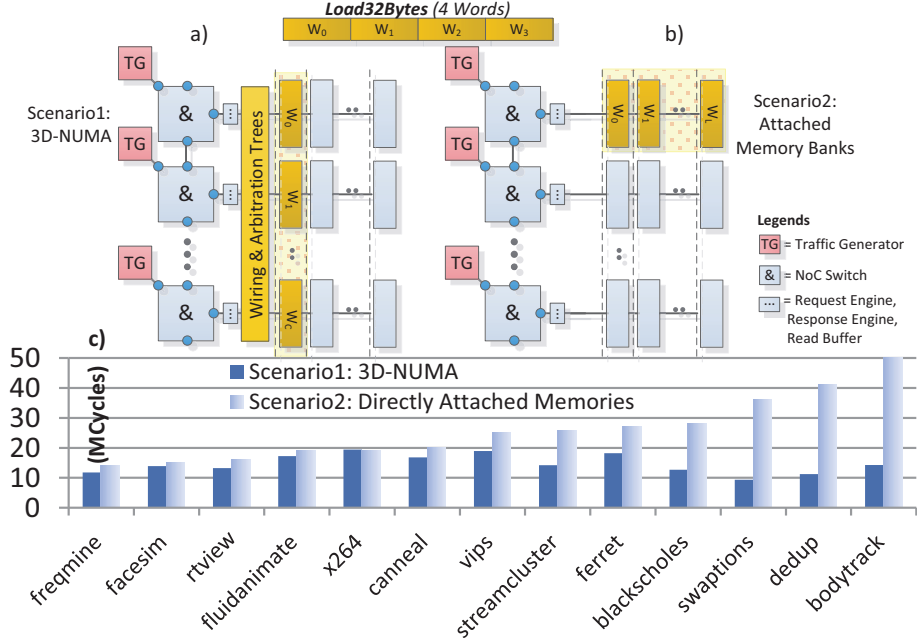 Load32Bytes (4 Words)
W0 W1 W2 W3
a)
b)
TG
&
...
Scenario1:
3D-NUMA
TG
&
...
TG
&
...
Wiring & Arbitration Trees
W0
W1
WC
TG
&
...
TG
&
...
TG
&
...
W0 W1 WL
Scenario2:
Attached
Memory Banks
Legends
TG = Traffic Generator
& = NoC Switch
... = Request Engine,
Response Engine,
Read Buffer
c)
(MCycles)
50
40
30
20
10
0
Scenario1: 3D-NUMA
Scenario2: Directly Attached Memories
freqmine
facesim
rtview
fluidanimate
x264
canneal
vips
streamcluster
ferret
blackscholes
swaptions
dedup
bodytrack